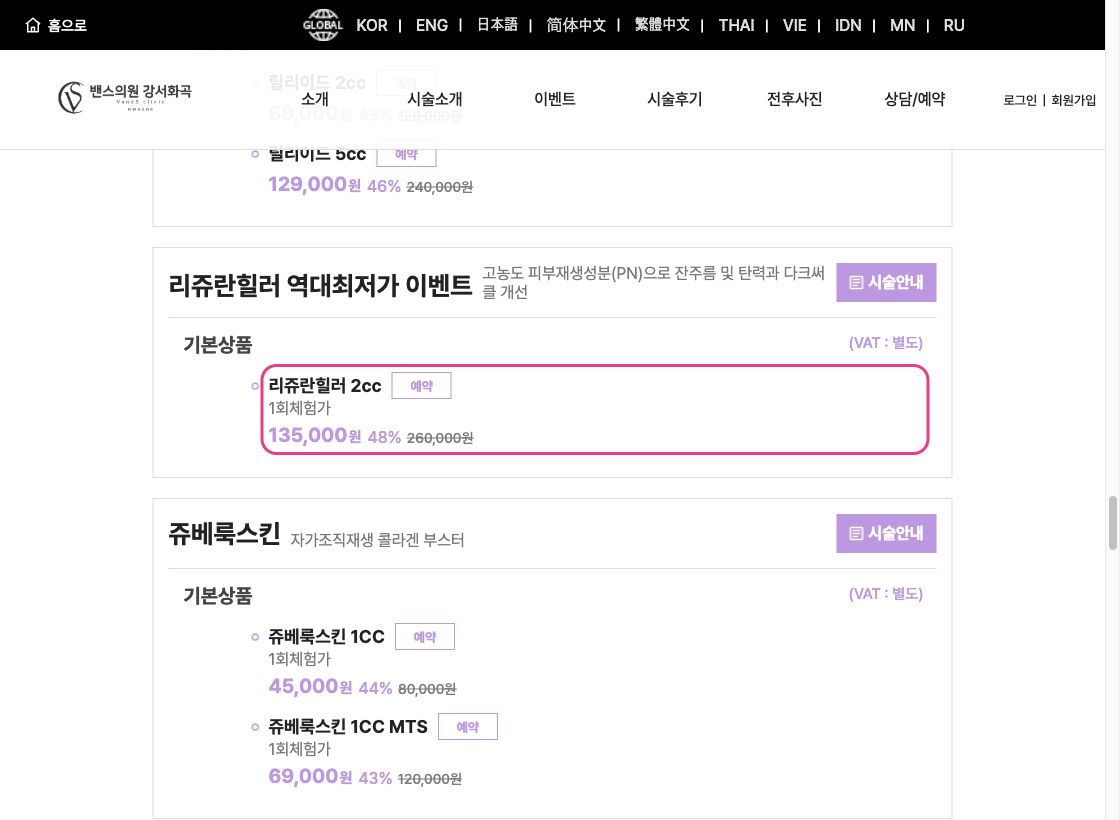 홈으로
GLOBAL KOR | ENG | 日本語 | 简体中文 | 繁體中文 | THAI | VIE | IDN | MN | RU
릴리이드 2cc 예약
밴스의원 강서화곡
VandS clinic
HWAGOK
소개 시술소개 이벤트 시술후기 전후사진 상담/예약 로그인 | 회원가입
69,000원 43% 120,000원
릴리이드 5cc 예약
129,000원 46% 240,000원
리쥬란힐러 역대최저가 이벤트 고농도 피부재생성분(PN)으로 잔주름 및 탄력과 다크써
클 개선
시술안내
기본상품 (VAT : 별도)
리쥬란힐러 2cc 예약
1회체험가
135,000원 48% 260,000원
쥬베룩스킨 자가조직재생 콜라겐 부스터 시술안내
기본상품 (VAT : 별도)
쥬베룩스킨 1CC 예약
1회체험가
45,000원 44% 80,000원
쥬베룩스킨 1CC MTS 예약
1회체험가
69,000원 43% 120,000원